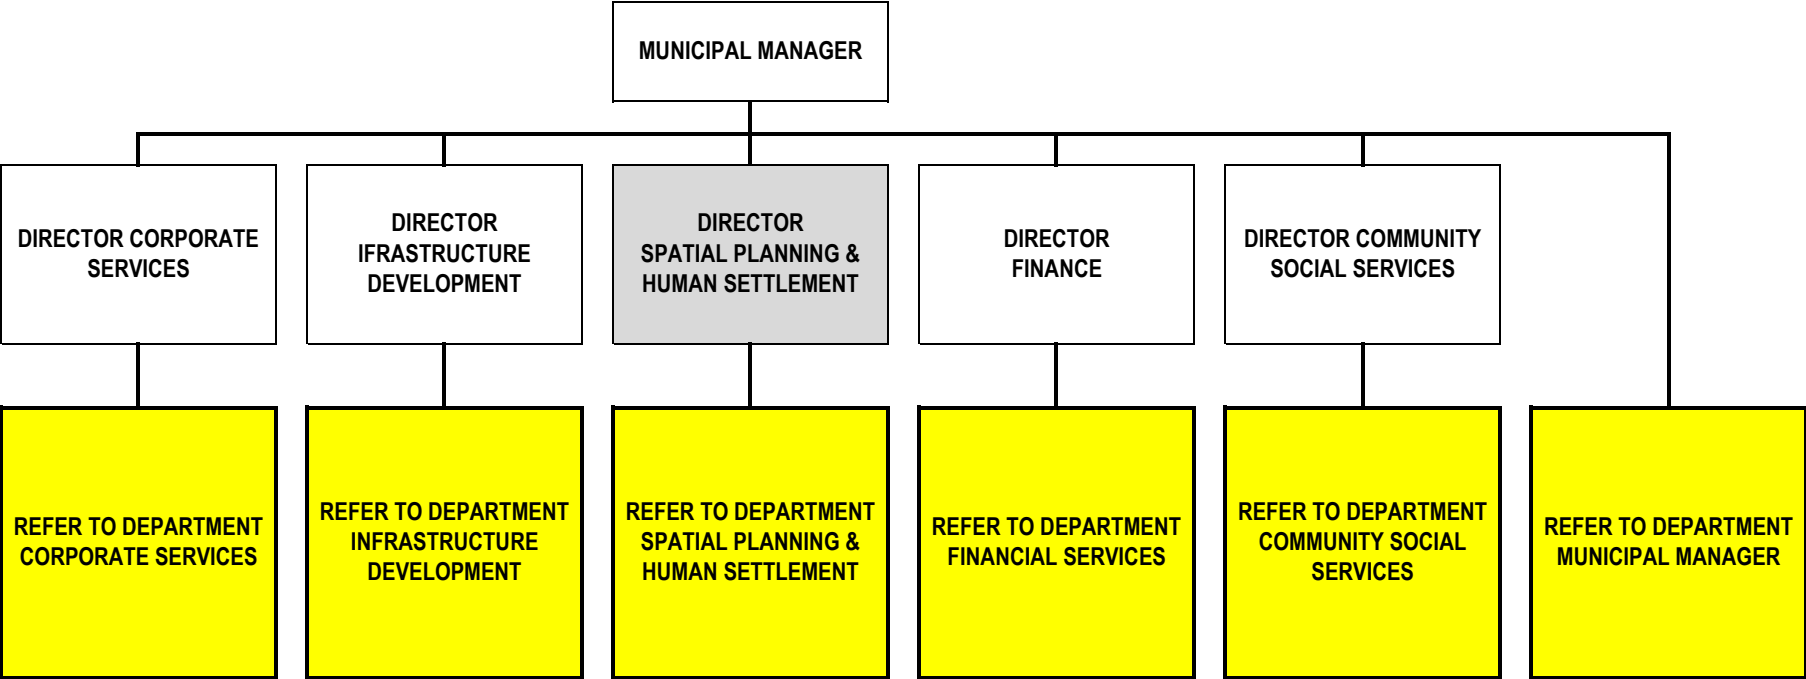 MUNICIPAL MANAGER
DIRECTOR CORPORATE
SERVICES
DIRECTOR
IFRASTRUCTURE
DEVELOPMENT
DIRECTOR
SPATIAL PLANNING &
HUMAN SETTLEMENT
DIRECTOR
FINANCE
DIRECTOR COMMUNITY
SOCIAL SERVICES
REFER TO DEPARTMENT
CORPORATE SERVICES
REFER TO DEPARTMENT
INFRASTRUCTURE
DEVELOPMENT
REFER TO DEPARTMENT
SPATIAL PLANNING &
HUMAN SETTLEMENT
REFER TO DEPARTMENT
FINANCIAL SERVICES
REFER TO DEPARTMENT
COMMUNITY SOCIAL
SERVICES
REFER TO DEPARTMENT
MUNICIPAL MANAGER